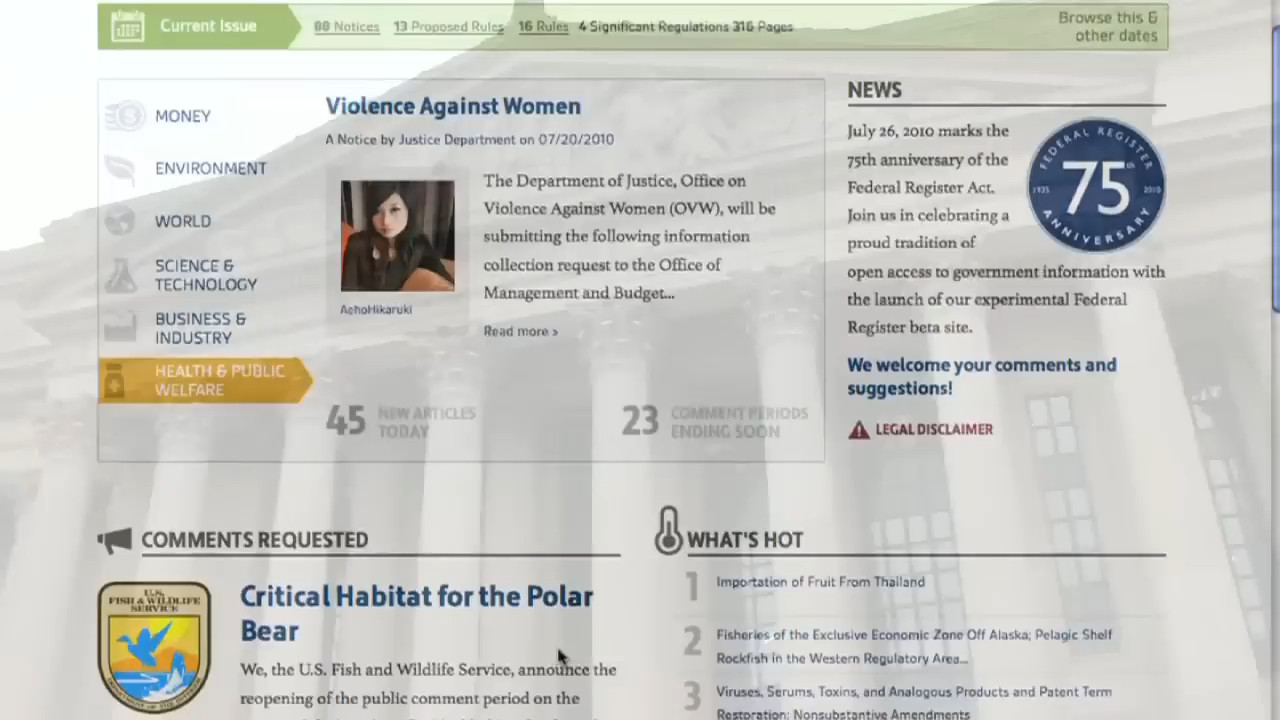 Current Issue
88 Notices 13 Proposed Rules 16 Rules 4 Significant Regulations 316 Pages
Browse this &
other dates
MONEY
ENVIRONMENT
WORLD
SCIENCE &
TECHNOLOGY
BUSINESS &
INDUSTRY
HEALTH & PUBLIC
WELFARE
Violence Against Women
A Notice by Justice Department on 07/20/2010
The Department of Justice, Office on
Violence Against Women (OVW), will be
submitting the following information
collection request to the Office of
Management and Budget...
AchoHikaruki
Read more >
45 NEW ARTICLES
TODAY
23 COMMENT PERIODS
ENDING SOON
NEWS
July 26, 2010 marks the
75th anniversary of the
Federal Register Act.
Join us in celebrating a
proud tradition of
open access to government information with
the launch of our experimental Federal
Register beta site.
FEDERAL REGISTER
1935 75 2010
ANNIVERSARY
We welcome your comments and
suggestions!
LEGAL DISCLAIMER
COMMENTS REQUESTED
U.S.
FISH & WILDLIFE
SERVICE
Critical Habitat for the Polar
Bear
We, the U.S. Fish and Wildlife Service, announce the
reopening of the public comment period on the
WHAT'S HOT
1 Importation of Fruit From Thailand
2 Fisheries of the Exclusive Economic Zone Off Alaska; Pelagic Shelf
Rockfish in the Western Regulatory Area...
3 Viruses, Serums, Toxins, and Analogous Products and Patent Term
Restoration: Nonsubstantive Amendments